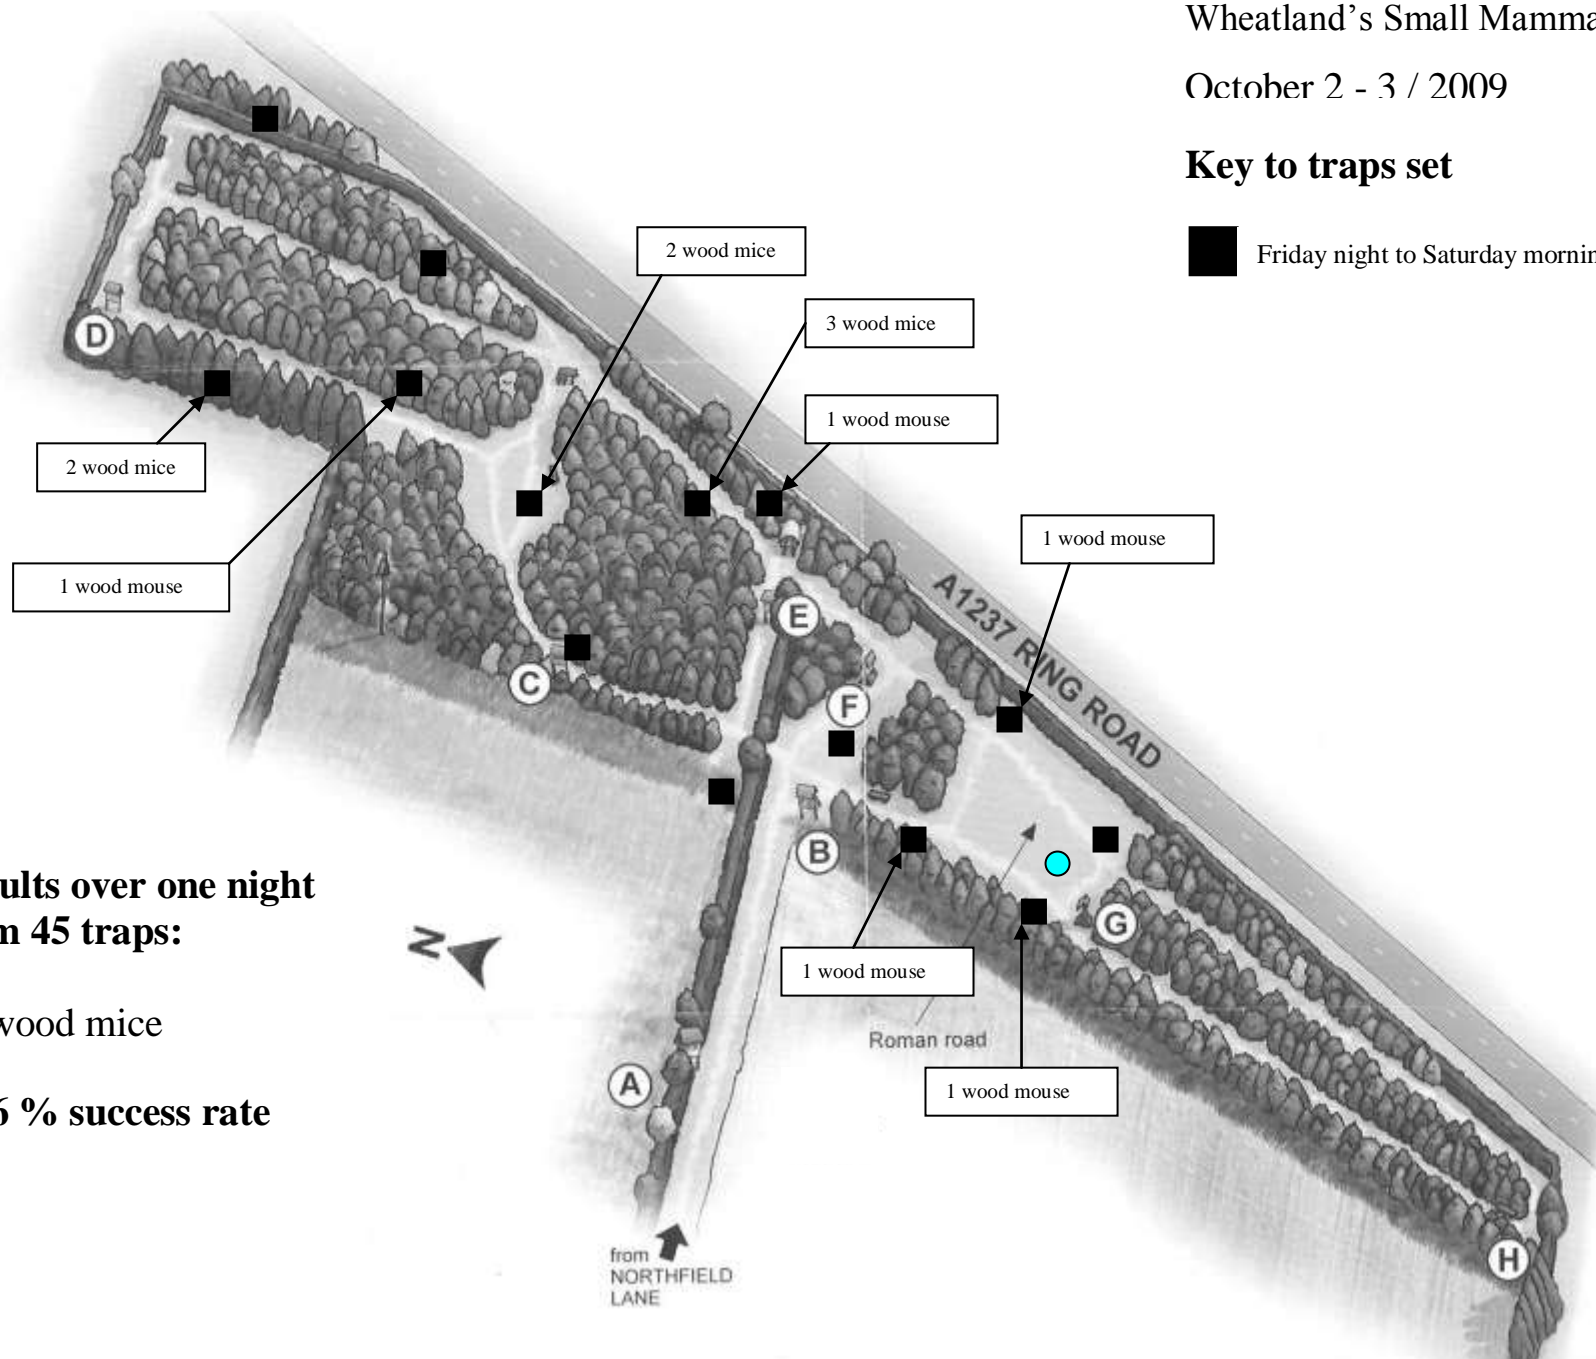 Wheatland's Small Mamma
October 2 - 3 / 2009
Key to traps set
Friday night to Saturday mornin
2 wood mice
3 wood mice
1 wood mouse
D
2 wood mice
1 wood mouse
1 wood mouse
A1237 RING ROAD
E
C
F
B
G
ults over one night
m 45 traps:
N
1 wood mouse
wood mice
Roman road
A
1 wood mouse
6 % success rate
from
NORTHFIELD
LANE
H